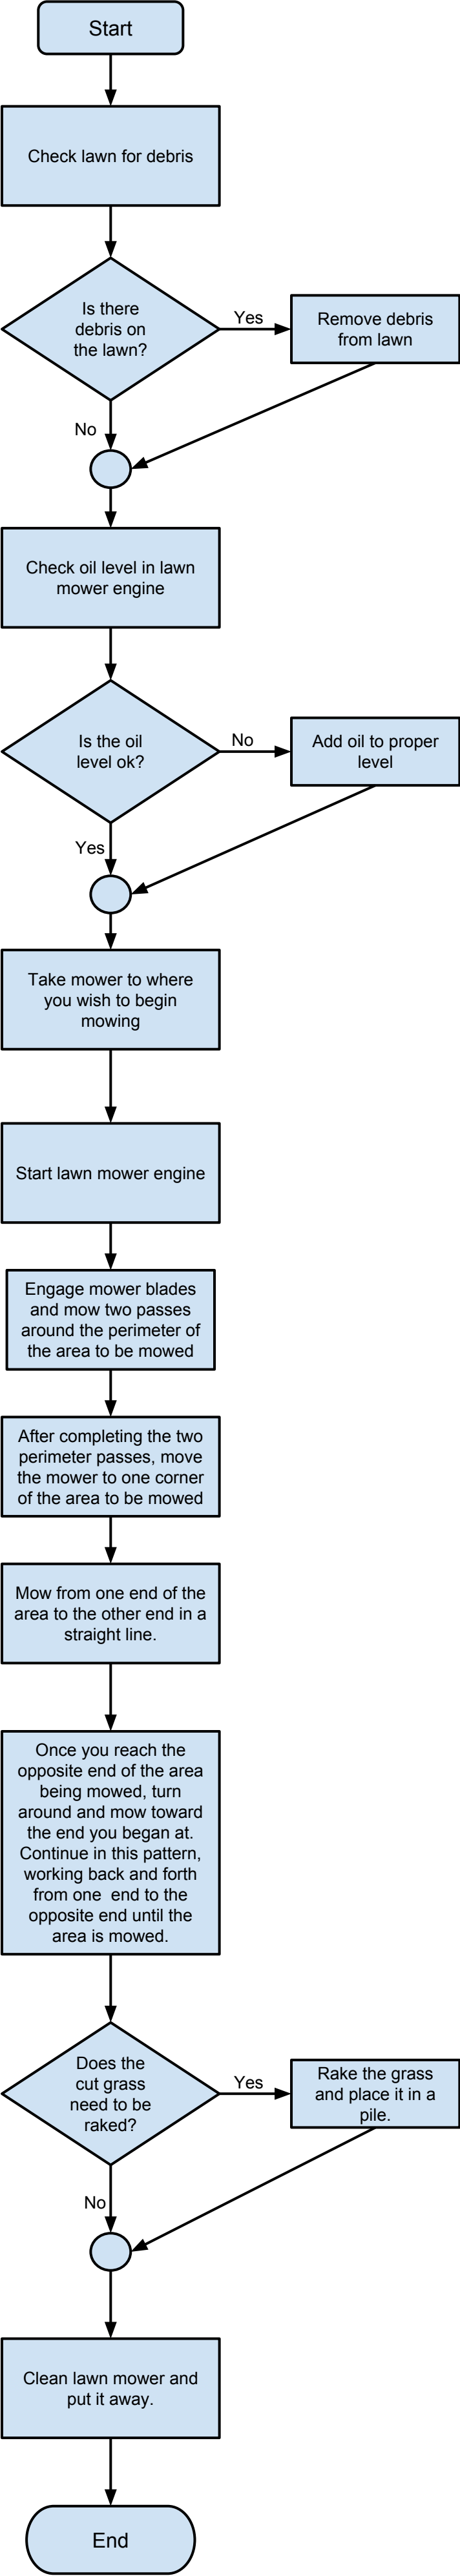 Start
Check lawn for debris
Is there
debris on
the lawn?
Yes
Remove debris
from lawn
No
Check oil level in lawn
mower engine
Is the oil
level ok?
No
Add oil to proper
level
Yes
Take mower to where
you wish to begin
mowing
Start lawn mower engine
Engage mower blades
and mow two passes
around the perimeter of
the area to be mowed
After completing the two
perimeter passes, move
the mower to one corner
of the area to be mowed
Mow from one end of the
area to the other end in a
straight line.
Once you reach the
opposite end of the area
being mowed, turn
around and mow toward
the end you began at.
Continue in this pattern,
working back and forth
from one end to the
opposite end until the
area is mowed.
Does the
cut grass
need to be
raked?
Yes
Rake the grass
and place it in a
pile.
No
Clean lawn mower and
put it away.
End